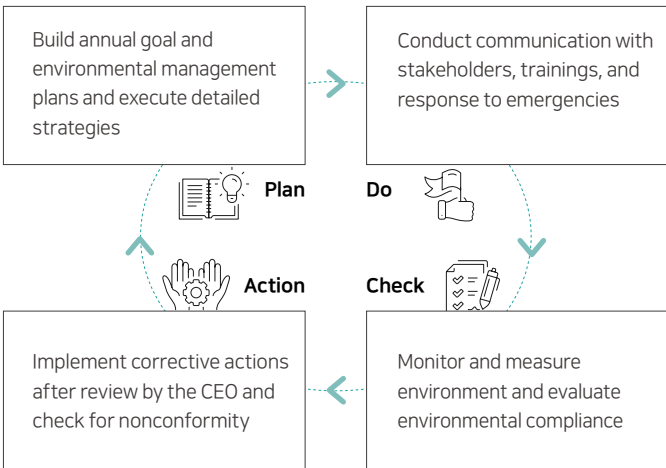 Build annual goal and
environmental management
plans and execute detailed
strategies
Conduct communication with
stakeholders, trainings, and
response to emergencies
Plan
Do
Action
Check
Implement corrective actions
after review by the CEO and
check for nonconformity
Monitor and measure
environment and evaluate
environmental compliance